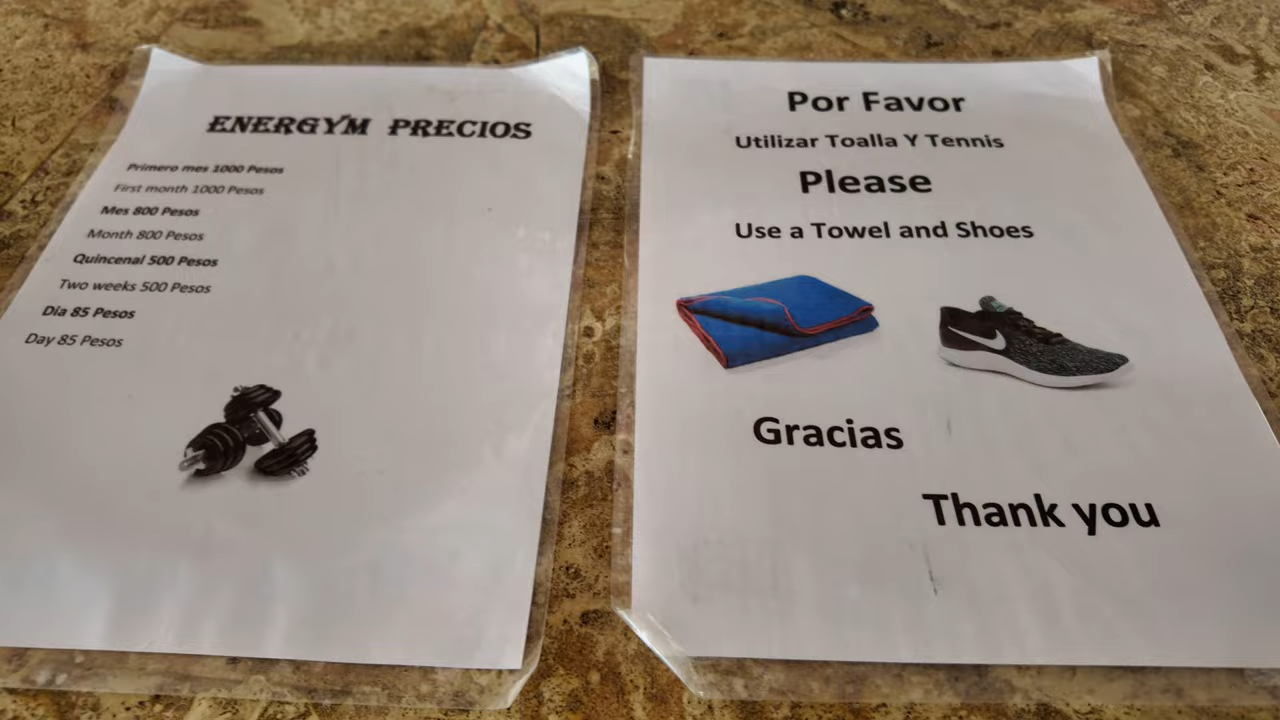 ENERGYM PRECIOS
Primero mes 1000 Pesos
First month 1000 Pesos
Mes 800 Pesos
Month 800 Pesos
Quincenal 500 Pesos
Two weeks 500 Pesos
Dia 85 Pesos
Day 85 Pesos
Por Favor
Utilizar Toalla Y Tennis
Please
Use a Towel and Shoes
Gracias
Thank you